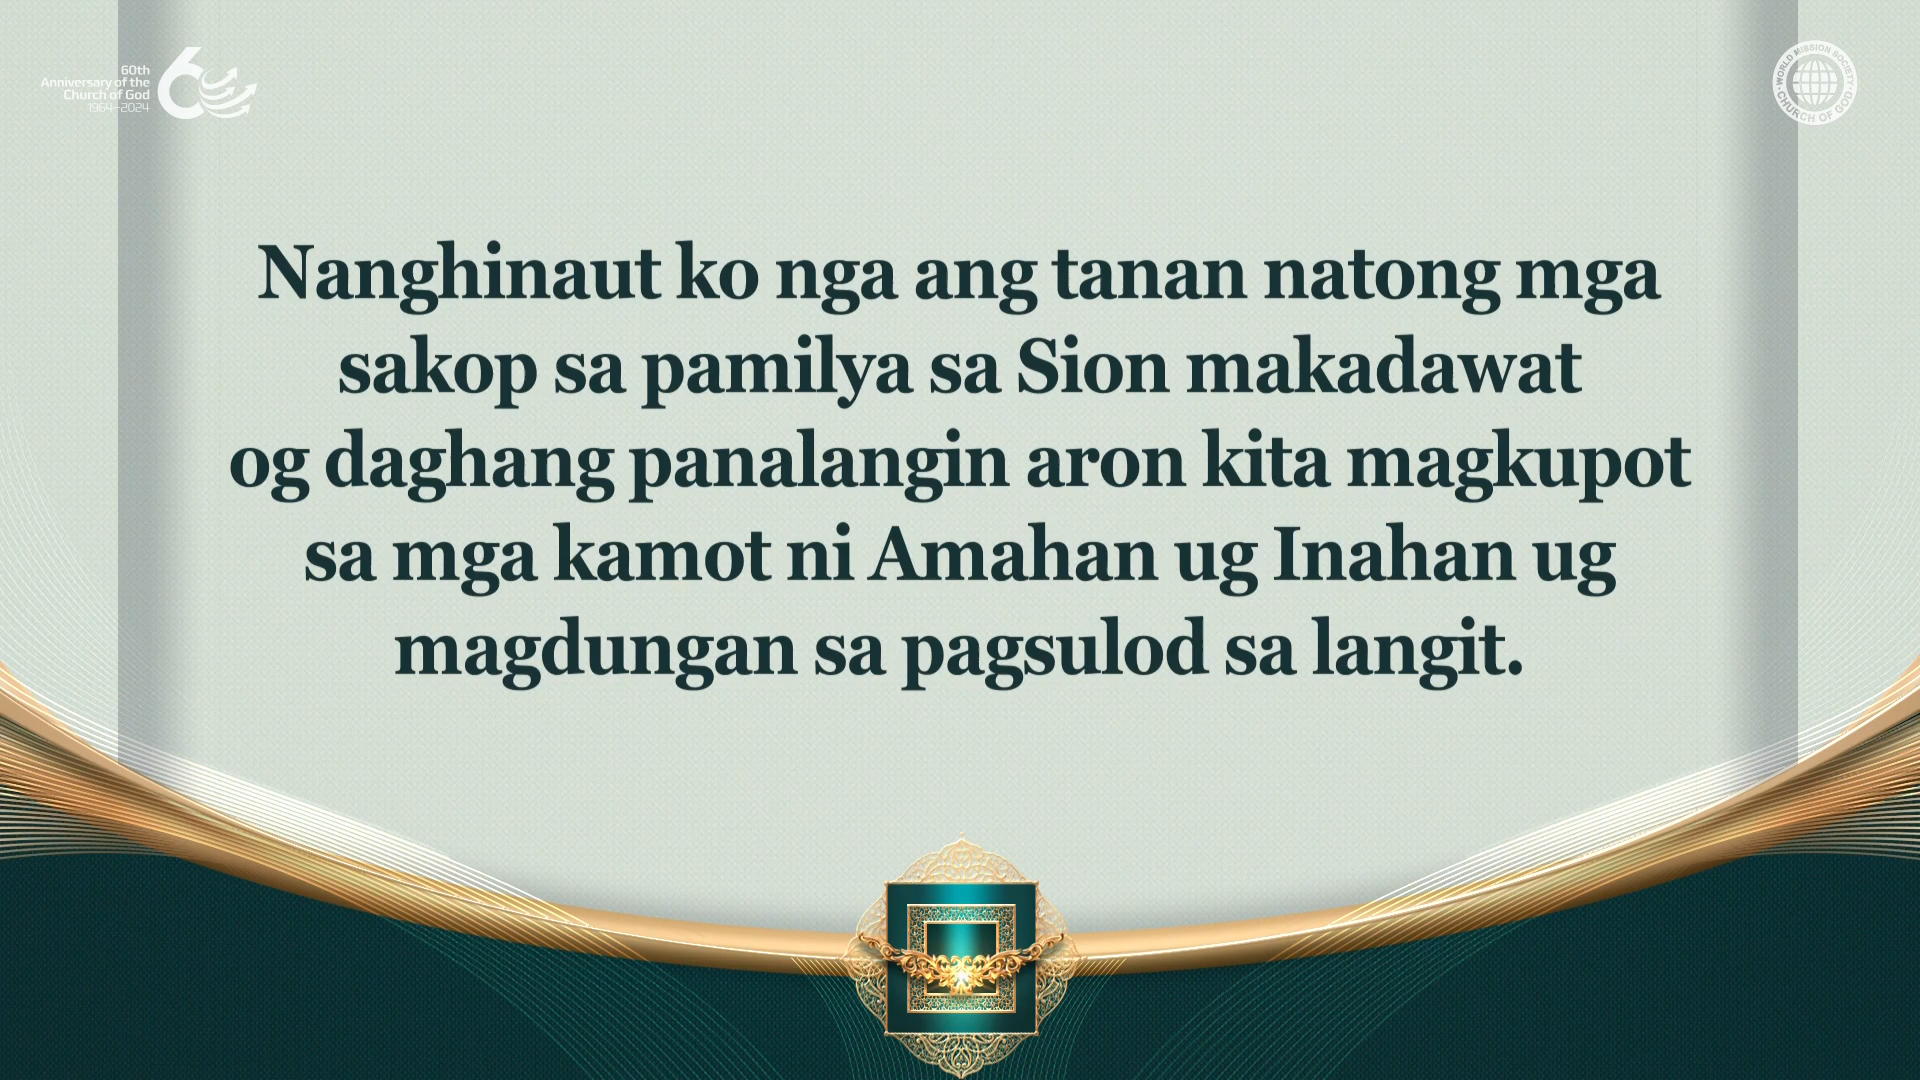 60th
Anniversary of the
Church of God
1964–2024
WORLD MISSION SOCIETY
CHURCH OF GOD
Nanghinaut ko nga ang tanan natong mga
sakop sa pamilya sa Sion makadawat
og daghang panalangin aron kita magkupot
sa mga kamot ni Amahan ug Inahan ug
magdungan sa pagsulod sa langit.